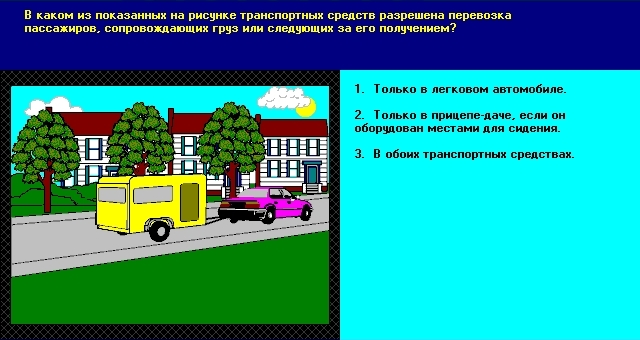 В каком из показанных на рисунке транспортных средств разрешена перевозка
пассажиров, сопровождающих груз или следующих за его получением?
1. Только в легковом автомобиле.
2. Только в прицепе-даче, если он
оборудован местами для сидения.
3. В обоих транспортных средствах.